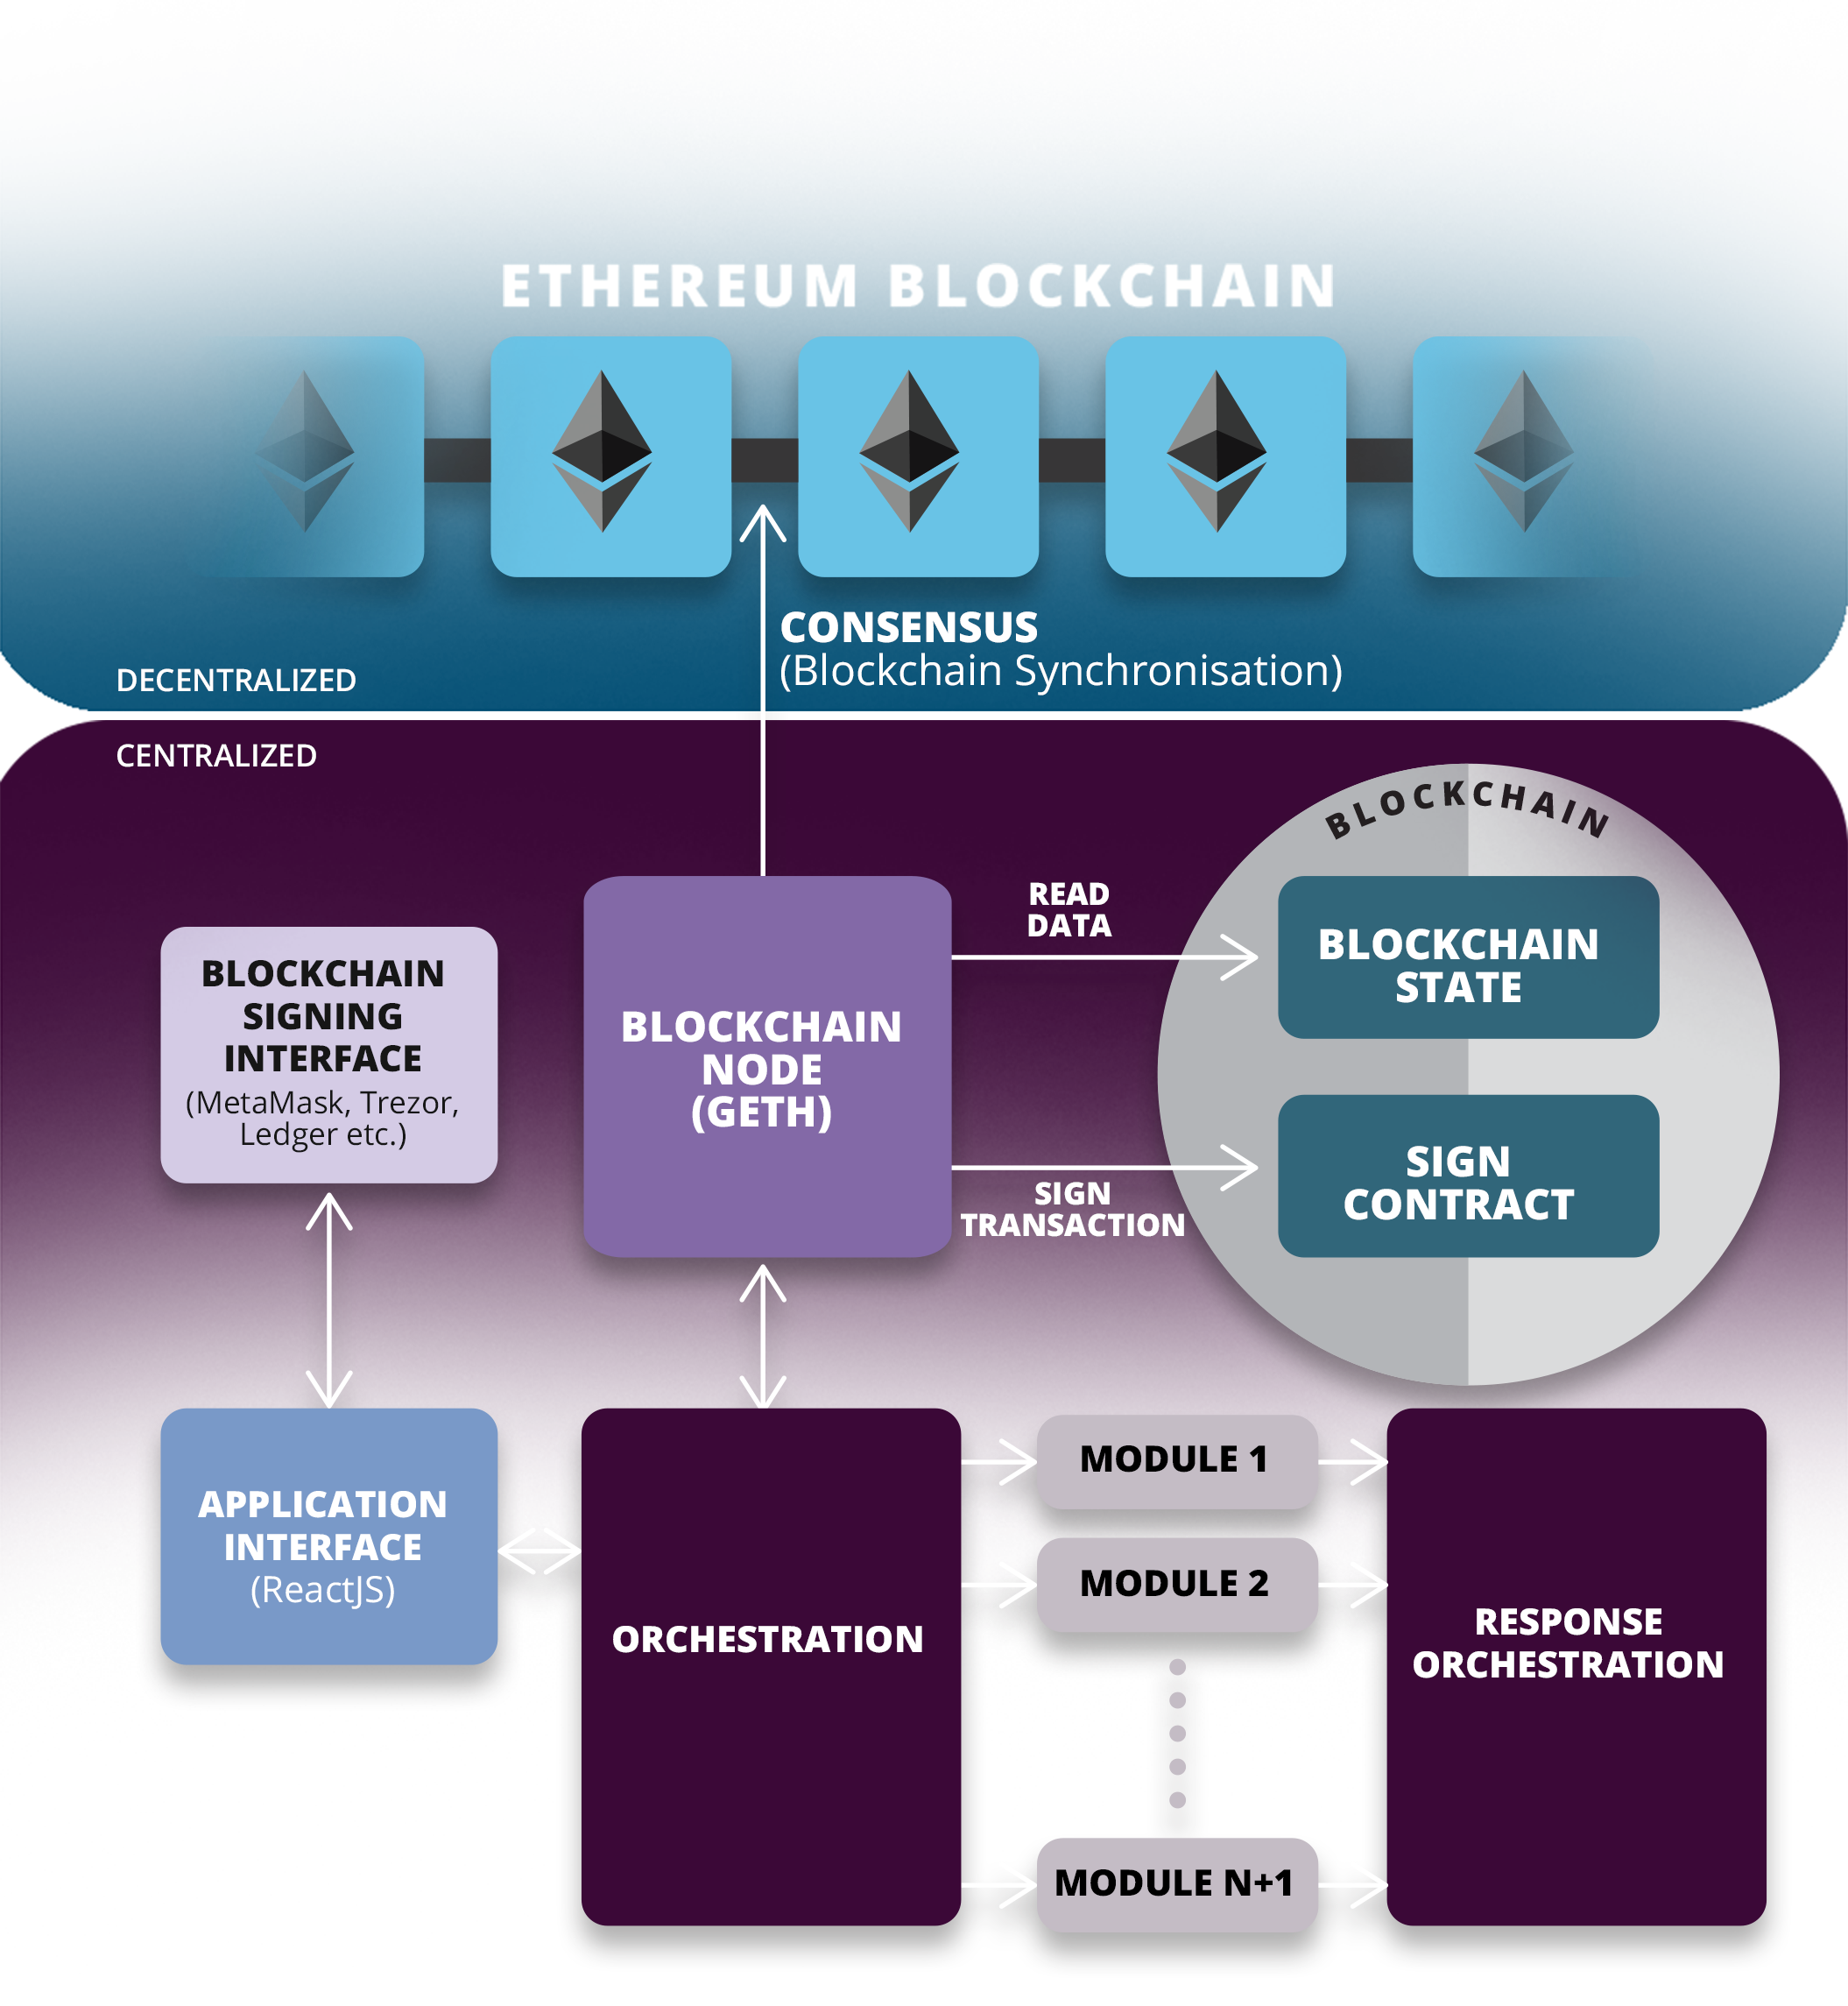 ETHEREUM BLOCKCHAIN
CONSENSUS
(Blockchain Synchronisation)
DECENTRALIZED
CENTRALIZED
BLOCKCHAIN
READ
DATA
BLOCKCHAIN
STATE
BLOCKCHAIN
SIGNING
INTERFACE
(MetaMask, Trezor,
Ledger etc.)
BLOCKCHAIN
NODE
(GETH)
SIGN
TRANSACTION
SIGN
CONTRACT
APPLICATION
INTERFACE
(ReactJS)
ORCHESTRATION
MODULE 1
MODULE 2
MODULE N+1
RESPONSE
ORCHESTRATION